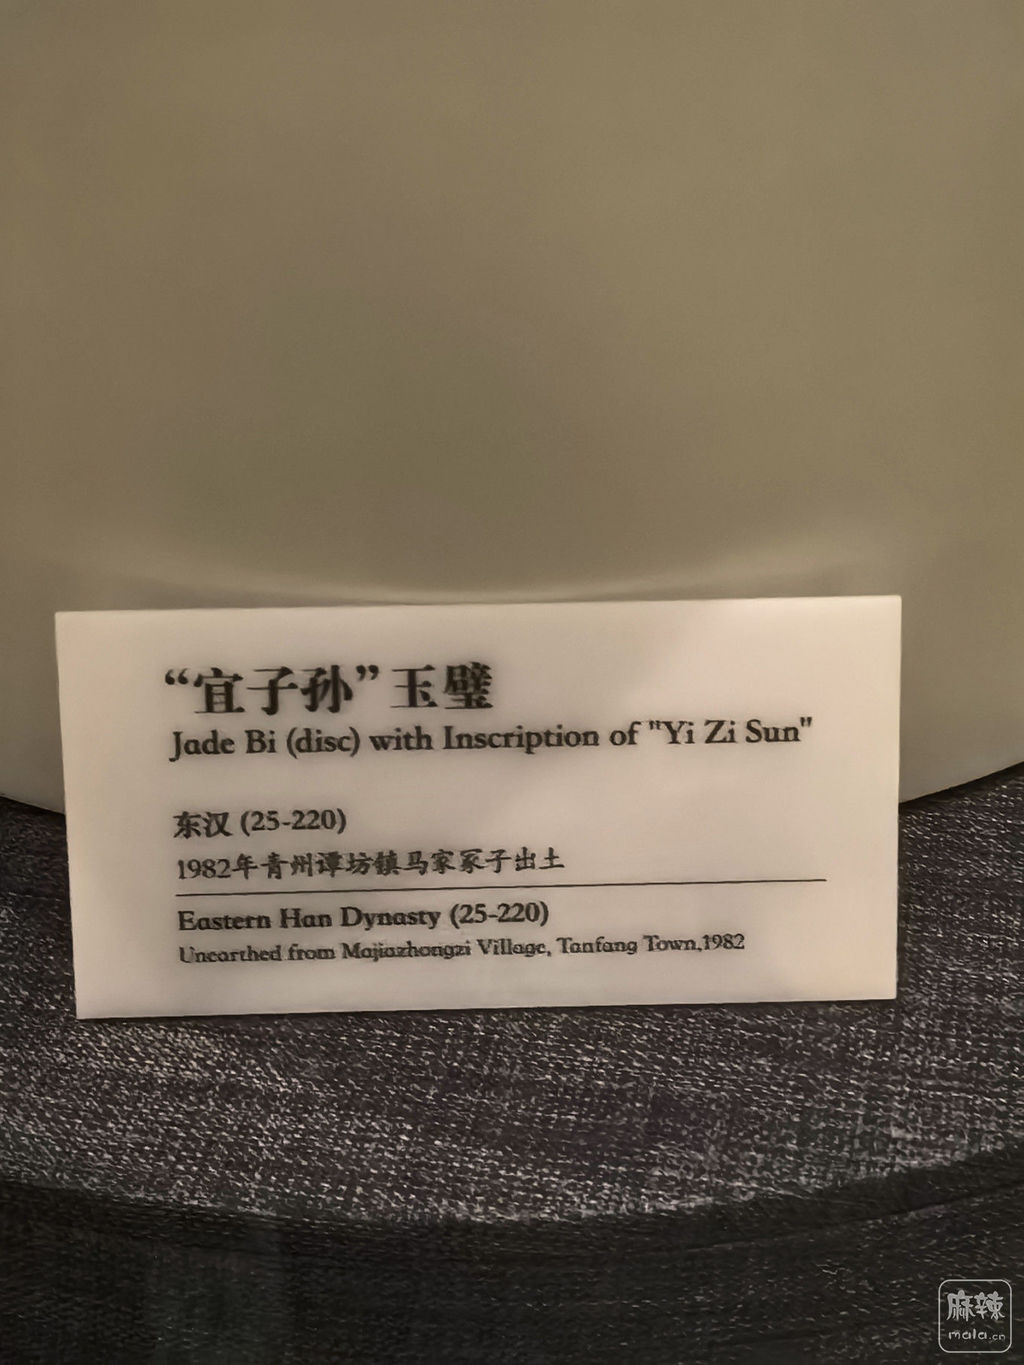 “宜子孙”玉璧
Jade Bi (disc) with Inscription of "Yi Zi Sun"
东汉 (25-220)
1982年青州谭坊镇马家冢子出土
Eastern Han Dynasty (25-220)
Unearthed from Majiazhongzi Village, Tanfang Town,1982
麻辣
mala.cn